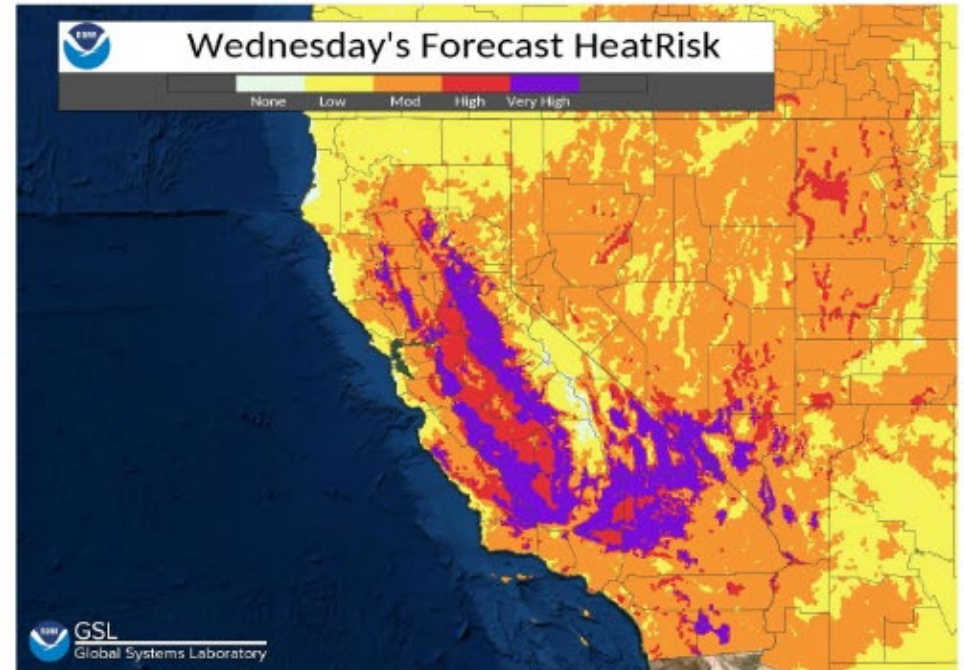 Wednesday's Forecast HeatRisk
None Low Mod High Very High
GSL
Global Systems Laboratory